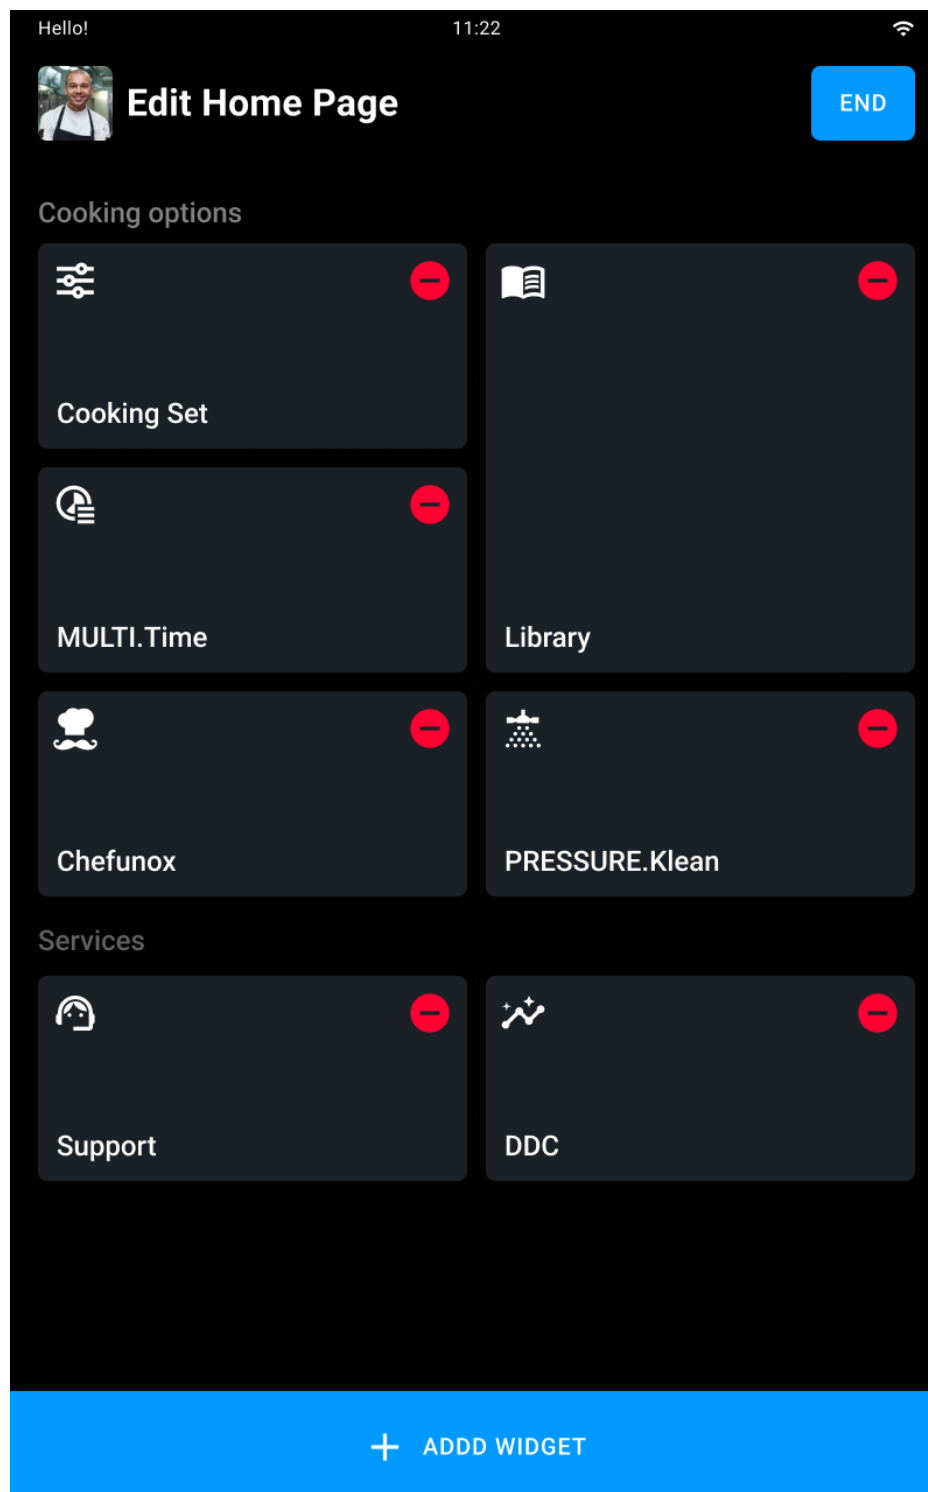 Hello!
11:22
Edit Home Page
END
Cooking options
Cooking Set
MULTI.Time
Library
Chefunox
PRESSURE.Klean
Services
Support
DDC
ADDD WIDGET